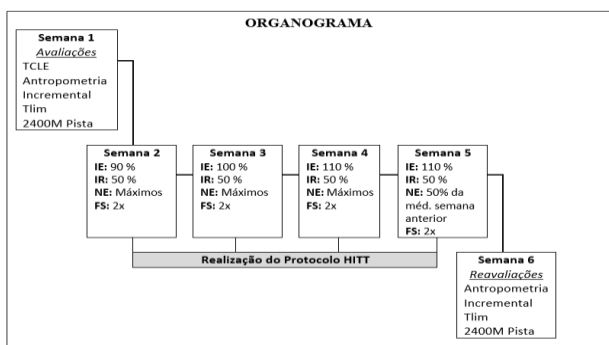 ORGANOGRAMA
Semana 1
Avaliações
TCLE
Antropometria
Incremental
Tlim
2400M Pista
Semana 2
IE: 90 %
IR: 50 %
NE: Máximos
FS: 2x
Semana 3
IE: 100 %
IR: 50 %
NE: Máximos
FS: 2x
Semana 4
IE: 110 %
IR: 50 %
NE: Máximos
FS: 2x
Semana 5
IE: 110 %
IR: 50 %
NE: 50% da
méd. semana
anterior
FS: 2x
Realização do Protocolo HITT
Semana 6
Reavaliações
Antropometria
Incremental
Tlim
2400M Pista